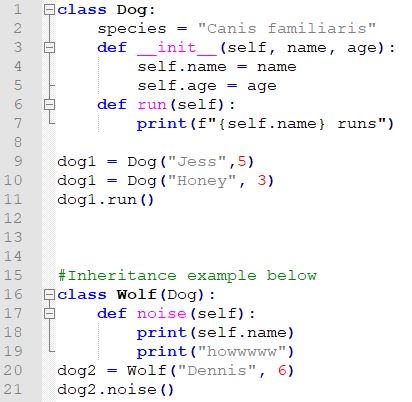 1 class Dog:
2     species = "Canis familiaris"
3     def __init__(self, name, age):
4         self.name = name
5         self.age = age
6     def run(self):
7         print(f"{self.name} runs")
8
9 dog1 = Dog("Jess",5)
10 dog1 = Dog("Honey", 3)
11 dog1.run()
12
13
14
15 #Inheritance example below
16 class Wolf(Dog):
17     def noise(self):
18         print(self.name)
19         print("howwwww")
20 dog2 = Wolf("Dennis", 6)
21 dog2.noise()